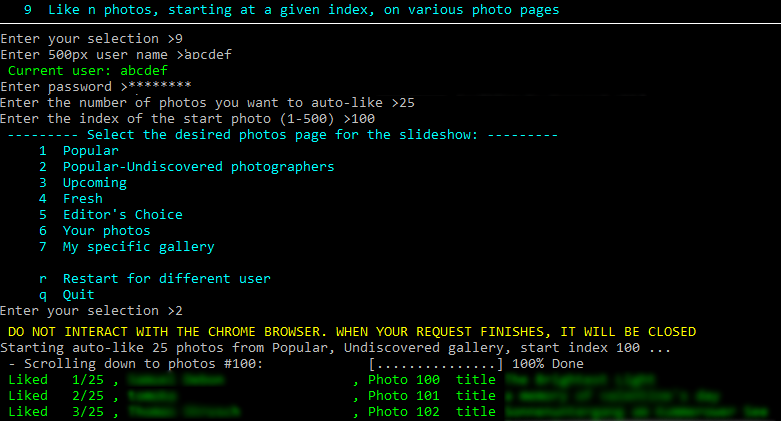 9 Like n photos, starting at a given index, on various photo pages
Enter your selection >9
Enter 500px user name >abcdef
Current user: abcdef
Enter password >********
Enter the number of photos you want to auto-like >25
Enter the index of the start photo (1-500) >100
--------- Select the desired photos page for the slideshow: ---------
1 Popular
2 Popular-Undiscovered photographers
3 Upcoming
4 Fresh
5 Editor's Choice
6 Your photos
7 My specific gallery
r Restart for different user
q Quit
Enter your selection >2
DO NOT INTERACT WITH THE CHROME BROWSER. WHEN YOUR REQUEST FINISHES, IT WILL BE CLOSED
Starting auto-like 25 photos from Popular, Undiscovered gallery, start index 100 ...
- Scrolling down to photos #100: [...............] 100% Done
Liked 1/25 , , Photo 100 title
Liked 2/25 , , Photo 101 title
Liked 3/25 , , Photo 102 title